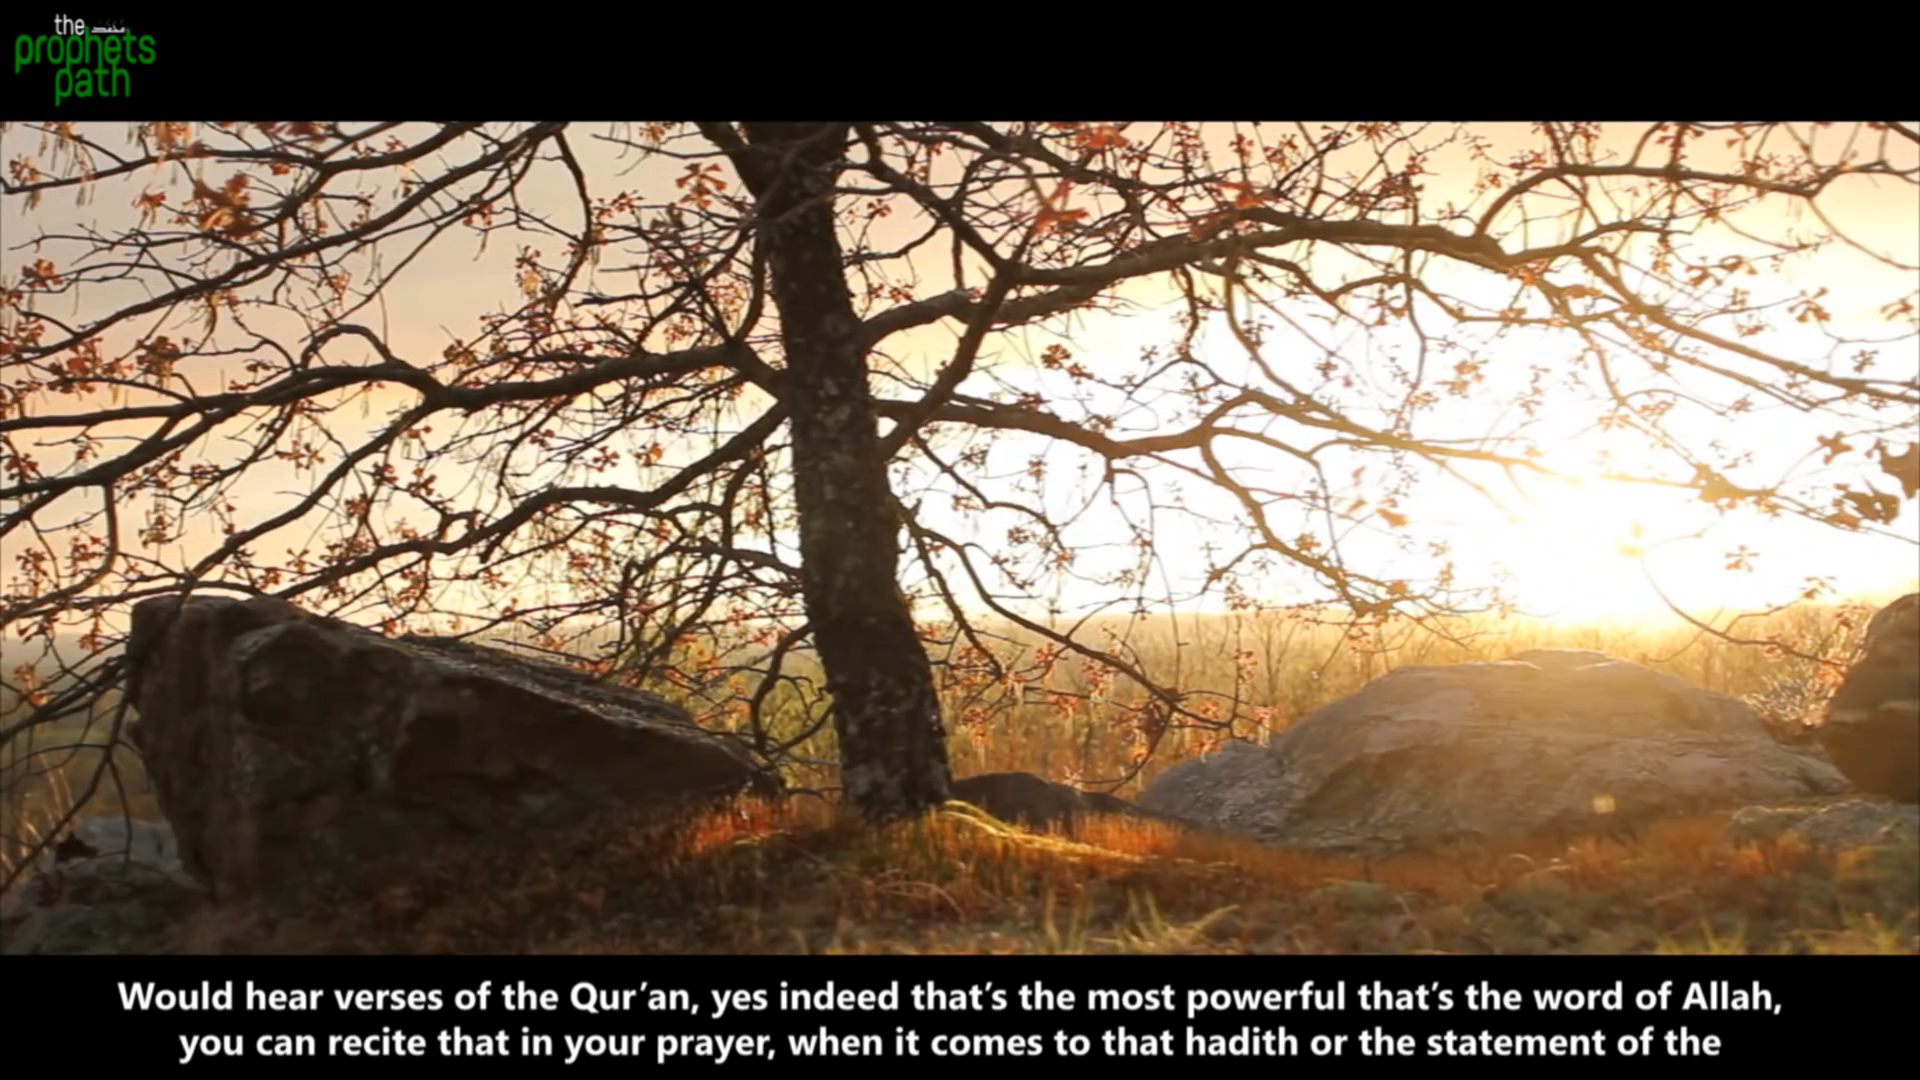 the محمد
prophets
path
Would hear verses of the Qur’an, yes indeed that’s the most powerful that’s the word of Allah,
you can recite that in your prayer, when it comes to that hadith or the statement of the